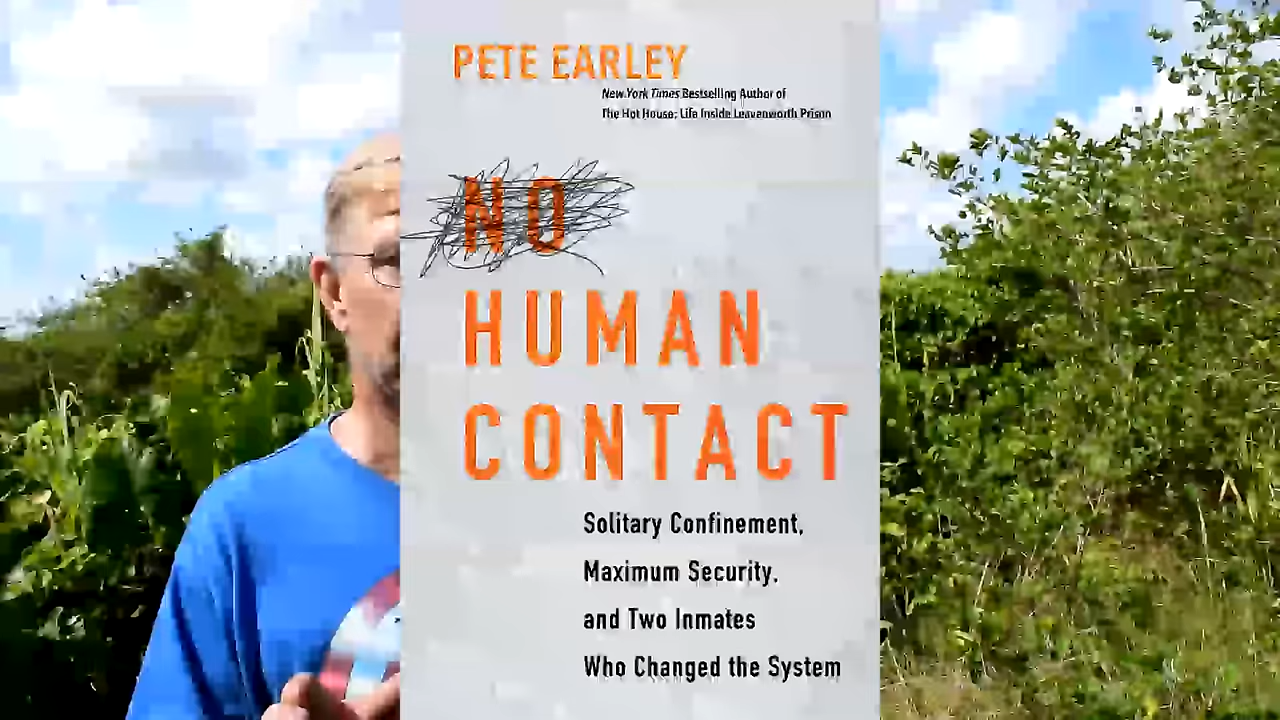 PETE EARLEY
New York Times Bestselling Author of
The Hot House: Life Inside Leavenworth Prison
NO
HUMAN
CONTACT
Solitary Confinement,
Maximum Security,
and Two Inmates
Who Changed the System